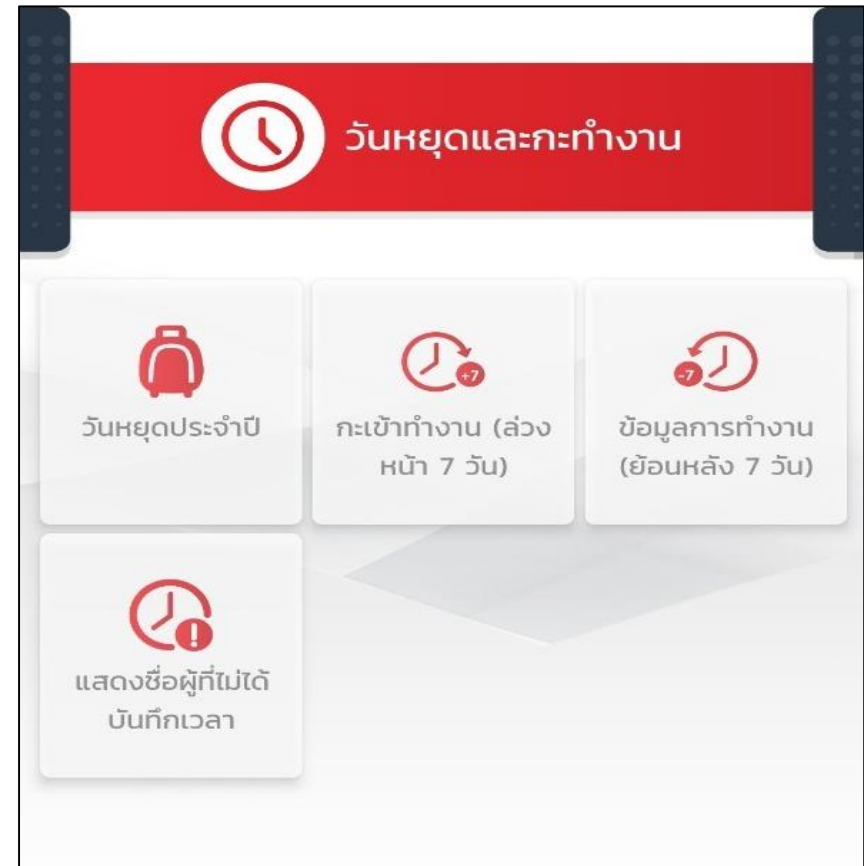 วันหยุดและกะทำงาน
วันหยุดประจำปี
+7
กะเข้าทำงาน (ล่วง
หน้า 7 วัน)
-7
ข้อมูลการทำงาน
(ย้อนหลัง 7 วัน)
!
แสดงชื่อผู้ที่ไม่ได้
บันทึกเวลา